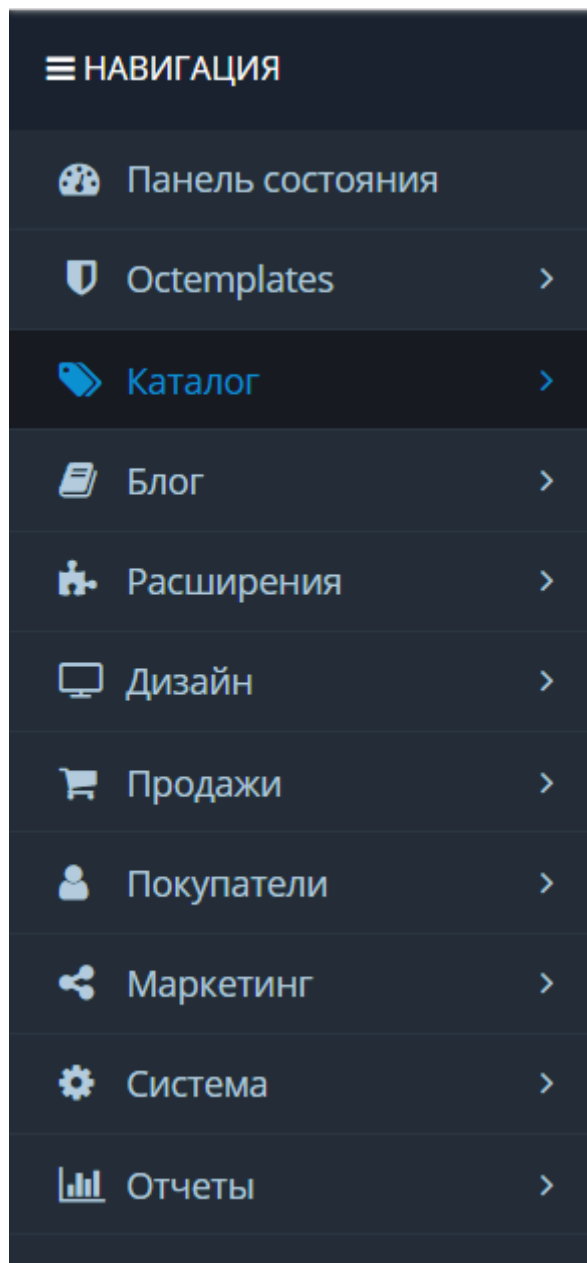 НАВИГАЦИЯ
Панель состояния
Octemplates
Каталог
Блог
Расширения
Дизайн
Продажи
Покупатели
Маркетинг
Система
Отчеты